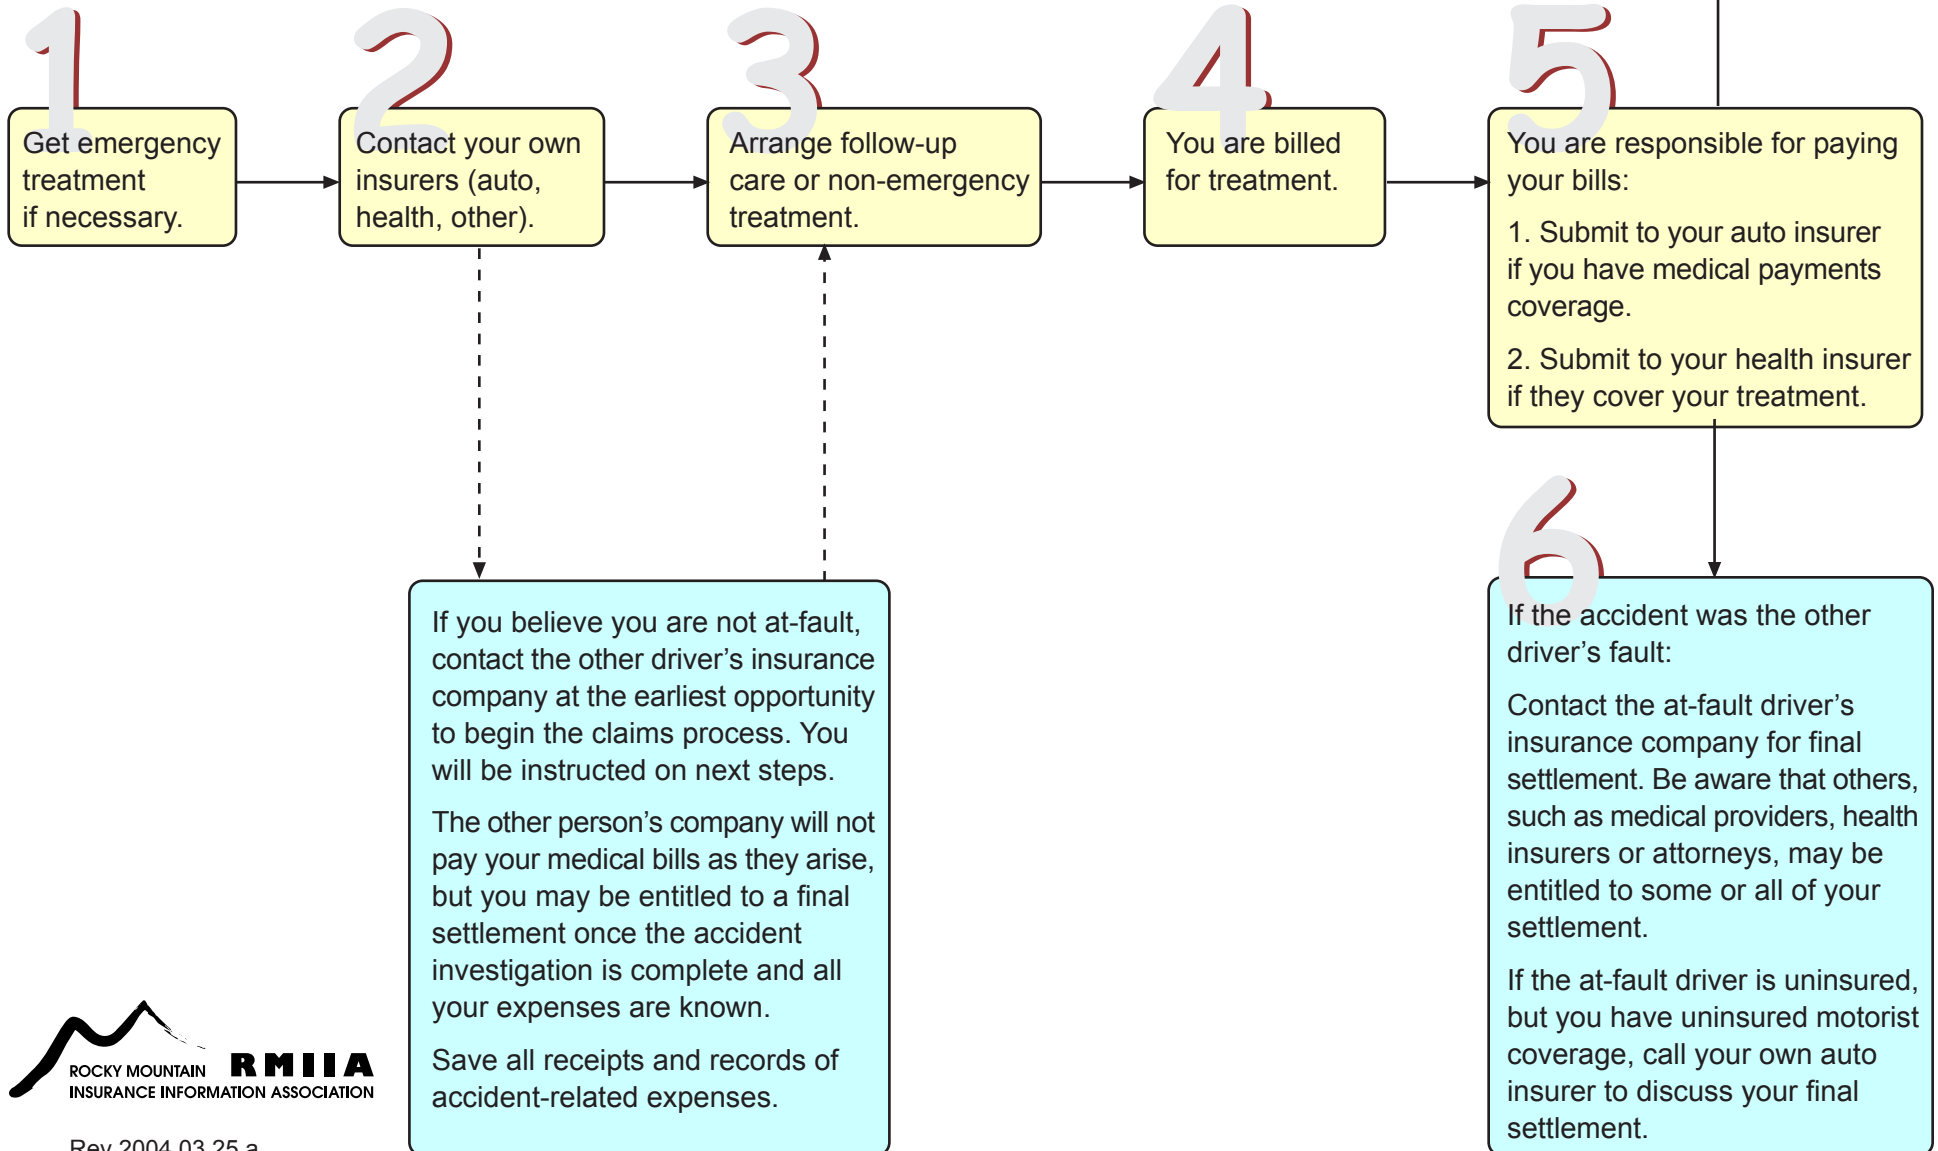 1
Get emergency
treatment
if necessary.
2
Contact your own
insurers (auto,
health, other).
3
Arrange follow-up
care or non-emergency
treatment.
4
You are billed
for treatment.
5
You are responsible for paying
your bills:
1. Submit to your auto insurer
if you have medical payments
coverage.
2. Submit to your health insurer
if they cover your treatment.
If you believe you are not at-fault,
contact the other driver’s insurance
company at the earliest opportunity
to begin the claims process. You
will be instructed on next steps.
The other person’s company will not
pay your medical bills as they arise,
but you may be entitled to a final
settlement once the accident
investigation is complete and all
your expenses are known.
Save all receipts and records of
accident-related expenses.
6
If the accident was the other
driver’s fault:
Contact the at-fault driver’s
insurance company for final
settlement. Be aware that others,
such as medical providers, health
insurers or attorneys, may be
entitled to some or all of your
settlement.
If the at-fault driver is uninsured,
but you have uninsured motorist
coverage, call your own auto
insurer to discuss your final
settlement.
ROCKY MOUNTAIN RMIIA
INSURANCE INFORMATION ASSOCIATION
Rev 2004.03.25.a